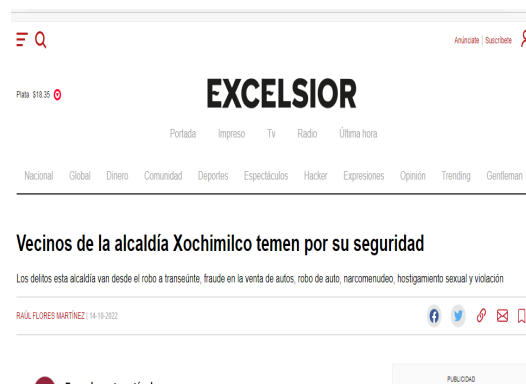 Anúnciate | Suscríbete
Plata $18.35
EXCELSIOR
Portada Impreso Tv Radio Última hora
Nacional Global Dinero Comunidad Deportes Espectáculos Hacker Expresiones Opinión Trending Gentleman
Vecinos de la alcaldía Xochimilco temen por su seguridad
Los delitos esta alcaldía van desde el robo a transeúnte, fraude en la venta de autos, robo de auto, narcomenudeo, hostigamiento sexual y violación
RAÚL FLORES MARTÍNEZ | 14-10-2022
PUBLICIDAD